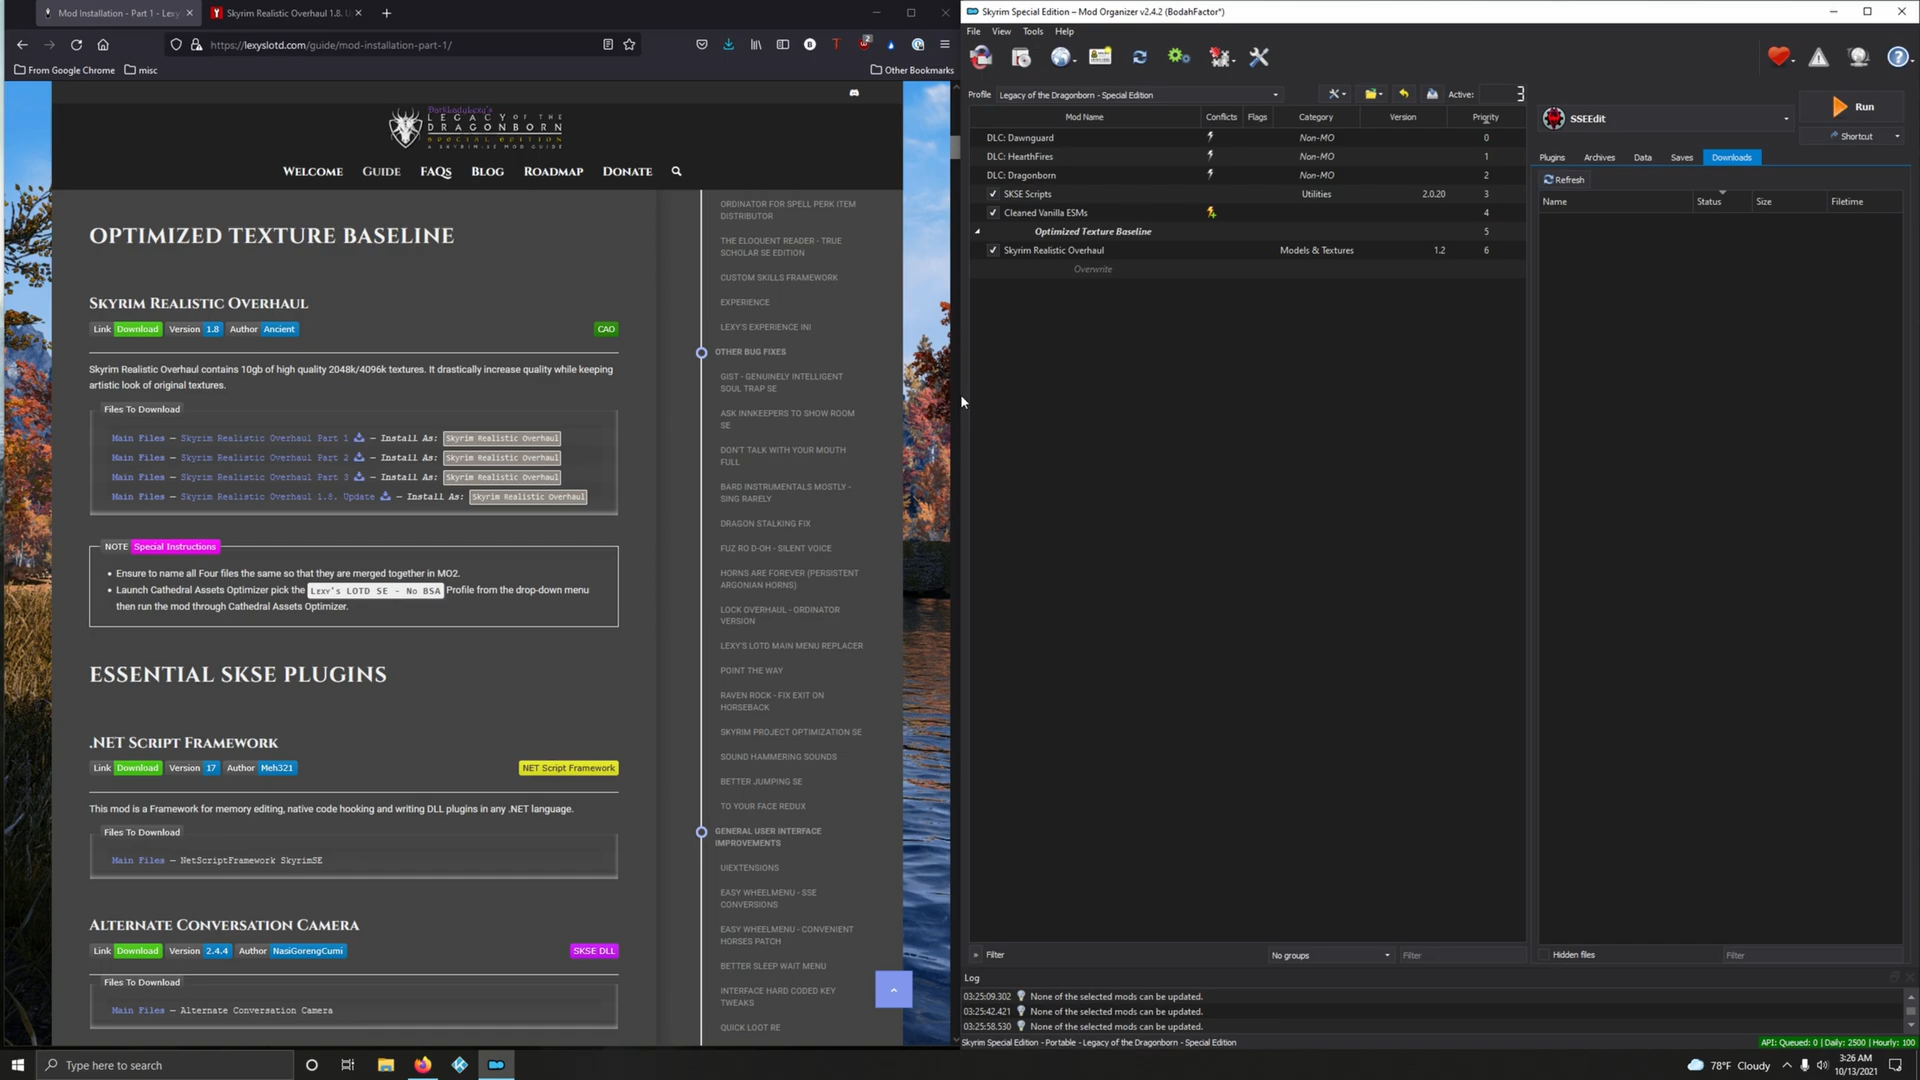 Mod Installation - Part 1 - Lexy
Skyrim Realistic Overhaul 1.8. U
https://lexyslotd.com/guide/mod-installation-part-1/
From Google Chrome
misc
Other Bookmarks
DarkLadyLexy's
LEGACY OF THE
DRAGONBORN
WELCOME
GUIDE
FAQS
BLOG
ROADMAP
DONATE
OPTIMIZED TEXTURE BASELINE
SKYRIM REALISTIC OVERHAUL
Link Download Version 1.8 Author Ancient
CAO
Skyrim Realistic Overhaul contains 10gb of high quality 2048k/4096k textures. It drastically increase quality while keeping
artistic look of original textures.
Files To Download
Main Files – Skyrim Realistic Overhaul Part 1 – Install As: Skyrim Realistic Overhaul
Main Files – Skyrim Realistic Overhaul Part 2 – Install As: Skyrim Realistic Overhaul
Main Files – Skyrim Realistic Overhaul Part 3 – Install As: Skyrim Realistic Overhaul
Main Files – Skyrim Realistic Overhaul 1.8. Update – Install As: Skyrim Realistic Overhaul
NOTE Special Instructions
Ensure to name all Four files the same so that they are merged together in MO2.
Launch Cathedral Assets Optimizer pick the LEXY'S LOTD SE - NO BSA Profile from the drop-down menu
then run the mod through Cathedral Assets Optimizer.
ESSENTIAL SKSE PLUGINS
.NET SCRIPT FRAMEWORK
Link Download Version 17 Author Meh321
NET Script Framework
This mod is a Framework for memory editing, native code hooking and writing DLL plugins in any .NET language.
Files To Download
Main Files – NetScriptFramework SkyrimSE
ALTERNATE CONVERSATION CAMERA
Link Download Version 2.4.4 Author NasiGorengCumi
SKSE DLL
Files To Download
Main Files – Alternate Conversation Camera
ORDINATOR FOR SPELL PERK ITEM
DISTRIBUTOR
THE ELOQUENT READER - TRUE
SCHOLAR SE EDITION
CUSTOM SKILLS FRAMEWORK
EXPERIENCE
LEXY'S EXPERIENCE INI
OTHER BUG FIXES
GIST - GENUINELY INTELLIGENT
SOUL TRAP SE
ASK INNKEEPERS TO SHOW ROOM
SE
DON'T TALK WITH YOUR MOUTH
FULL
BARD INSTRUMENTALS MOSTLY -
SING RARELY
DRAGON STALKING FIX
FUZ RO D-OH - SILENT VOICE
HORNS ARE FOREVER (PERSISTENT
ARGONIAN HORNS)
LOCK OVERHAUL - ORDINATOR
VERSION
LEXY'S LOTD MAIN MENU REPLACER
POINT THE WAY
RAVEN ROCK - FIX EXIT ON
HORSEBACK
SKYRIM PROJECT OPTIMIZATION SE
SOUND HAMMERING SOUNDS
BETTER JUMPING SE
TO YOUR FACE REDUX
GENERAL USER INTERFACE
IMPROVEMENTS
UIEXTENSIONS
EASY WHEELMENU - SSE
CONVERSIONS
EASY WHEELMENU - CONVENIENT
HORSES PATCH
BETTER SLEEP WAIT MENU
INTERFACE HARD CODED KEY
TWEAKS
QUICK LOOT RE
Skyrim Special Edition – Mod Organizer v2.4.2 (BodahFactor*)
File View Tools Help
Profile Legacy of the Dragonborn - Special Edition
Active: 3
Mod Name Conflicts Flags Category Version Priority
DLC: Dawnguard Non-MO 0
DLC: HearthFires Non-MO 1
DLC: Dragonborn Non-MO 2
SKSE Scripts Utilities 2.0.20 3
Cleaned Vanilla ESMs 4
Optimized Texture Baseline 5
Skyrim Realistic Overhaul Models & Textures 1.2 6
Overwrite
Filter
No groups
Filter
SSEEdit
Run
Shortcut
Plugins Archives Data Saves Downloads
Refresh
Name Status Size Filetime
Hidden files
Filter
Log
03:25:09.302 None of the selected mods can be updated.
03:25:42.421 None of the selected mods can be updated.
03:25:58.530 None of the selected mods can be updated.
Skyrim Special Edition - Portable - Legacy of the Dragonborn - Special Edition
API: Queued: 0 | Daily: 2500 | Hourly: 100
Type here to search
78°F Cloudy
3:26 AM
10/13/2021